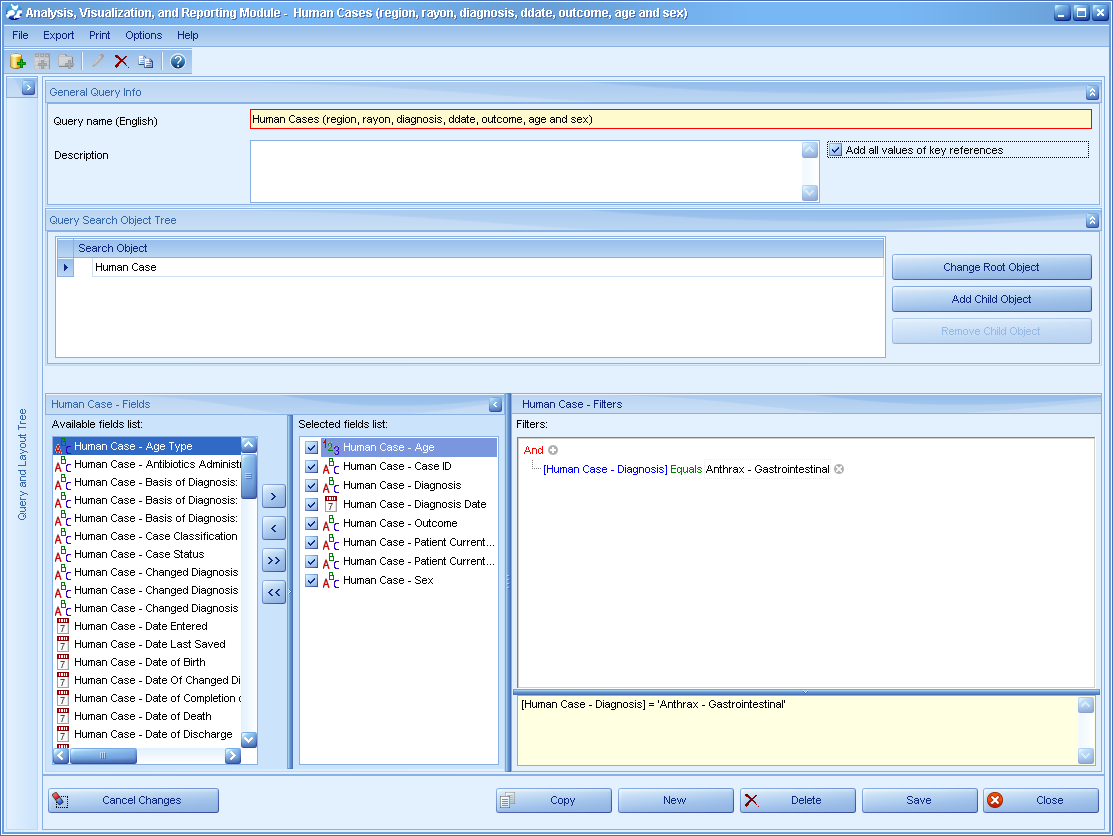 Analysis, Visualization, and Reporting Module - Human Cases (region, rayon, diagnosis, ddate, outcome, age and sex)
File Export Print Options Help
General Query Info
Query name (English)
Human Cases (region, rayon, diagnosis, ddate, outcome, age and sex)
Description
Add all values of key references
Query Search Object Tree
Search Object
Human Case
Change Root Object
Add Child Object
Remove Child Object
Query and Layout Tree
Human Case - Fields
Available fields list:
Human Case - Age Type
Human Case - Antibiotics Administr
Human Case - Basis of Diagnosis:
Human Case - Basis of Diagnosis:
Human Case - Basis of Diagnosis:
Human Case - Case Classification
Human Case - Case Status
Human Case - Changed Diagnosis
Human Case - Changed Diagnosis
Human Case - Changed Diagnosis
Human Case - Date Entered
Human Case - Date Last Saved
Human Case - Date of Birth
Human Case - Date Of Changed Di
Human Case - Date of Completion o
Human Case - Date of Death
Human Case - Date of Discharge
>
<
>>
<<
Selected fields list:
Human Case - Age
Human Case - Case ID
Human Case - Diagnosis
Human Case - Diagnosis Date
Human Case - Outcome
Human Case - Patient Current...
Human Case - Patient Current...
Human Case - Sex
Human Case - Filters
Filters:
And
[Human Case - Diagnosis] Equals Anthrax - Gastrointestinal
[Human Case - Diagnosis] = 'Anthrax - Gastrointestinal'
Cancel Changes
Copy
New
Delete
Save
Close